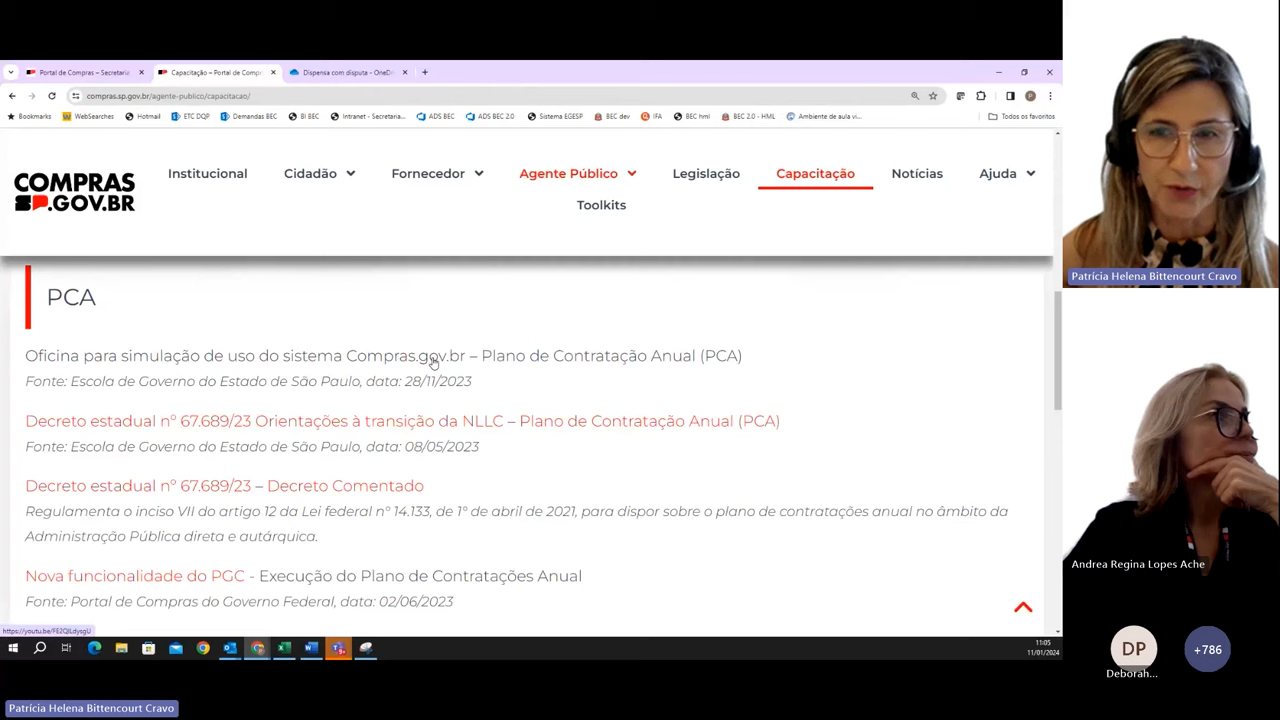 Portal de Compras – Secretaria
Capacitação – Portal de Compr
Dispensa com disputa - OneDri
compras.sp.gov.br/agente-publico/capacitacao/
Bookmarks
WebSearches
Hotmail
ETC DQP
Demandas BEC
BI BEC
Intranet - Secretaria...
ADS BEC
ADS BEC 2.0
Sistema EGESP
BEC dev
IFA
BEC hml
BEC 2.0 - HML
Ambiente de aula vi...
Todos os favoritos
COMPRAS
SP.GOV.BR
Institucional
Cidadão
Fornecedor
Agente Público
Legislação
Capacitação
Notícias
Ajuda
Toolkits
PCA
Oficina para simulação de uso do sistema Compras.gov.br – Plano de Contratação Anual (PCA)
Fonte: Escola de Governo do Estado de São Paulo, data: 28/11/2023
Decreto estadual nº 67.689/23 Orientações à transição da NLLC – Plano de Contratação Anual (PCA)
Fonte: Escola de Governo do Estado de São Paulo, data: 08/05/2023
Decreto estadual nº 67.689/23 – Decreto Comentado
Regulamenta o inciso VII do artigo 12 da Lei federal nº 14.133, de 1º de abril de 2021, para dispor sobre o plano de contratações anual no âmbito da
Administração Pública direta e autárquica.
Nova funcionalidade do PGC - Execução do Plano de Contratações Anual
Fonte: Portal de Compras do Governo Federal, data: 02/06/2023
11:05
11/01/2024
Patrícia Helena Bittencourt Cravo
Andrea Regina Lopes Ache
DP
Deborah...
+786
Patrícia Helena Bittencourt Cravo